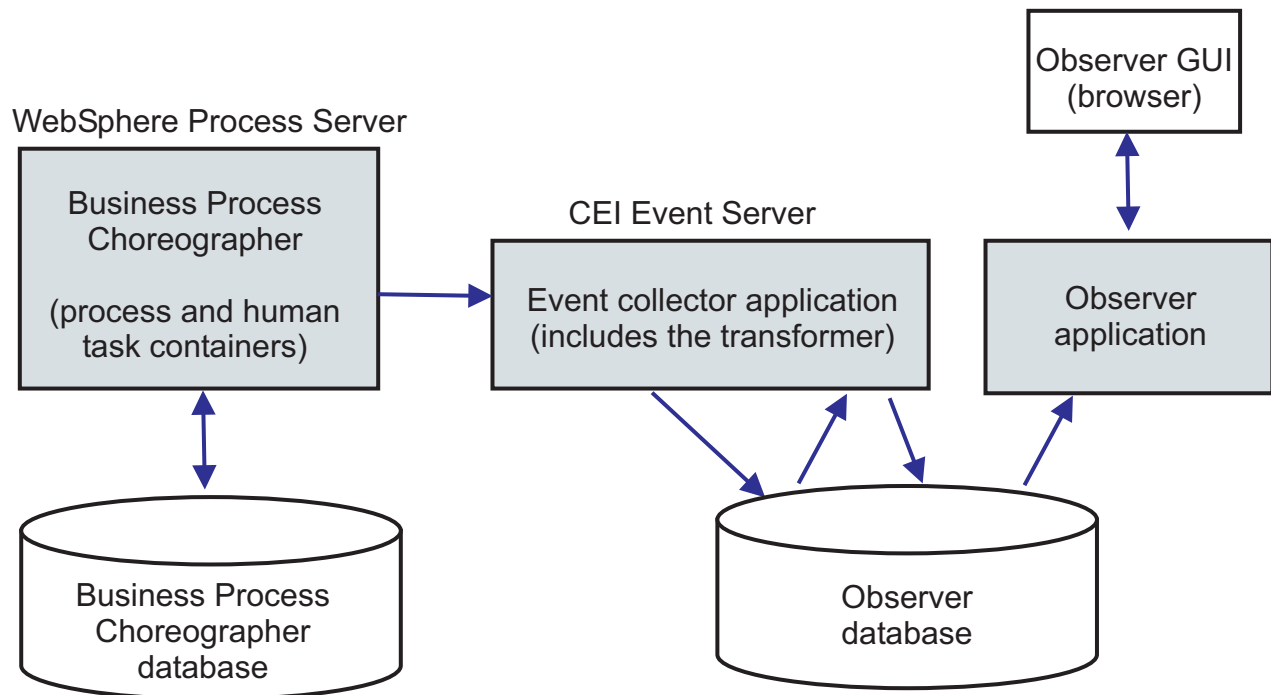 WebSphere Process Server
Business Process
Choreographer
(process and human
task containers)
Business Process
Choreographer
database
CEI Event Server
Event collector application
(includes the transformer)
Observer
database
Observer GUI
(browser)
Observer
application